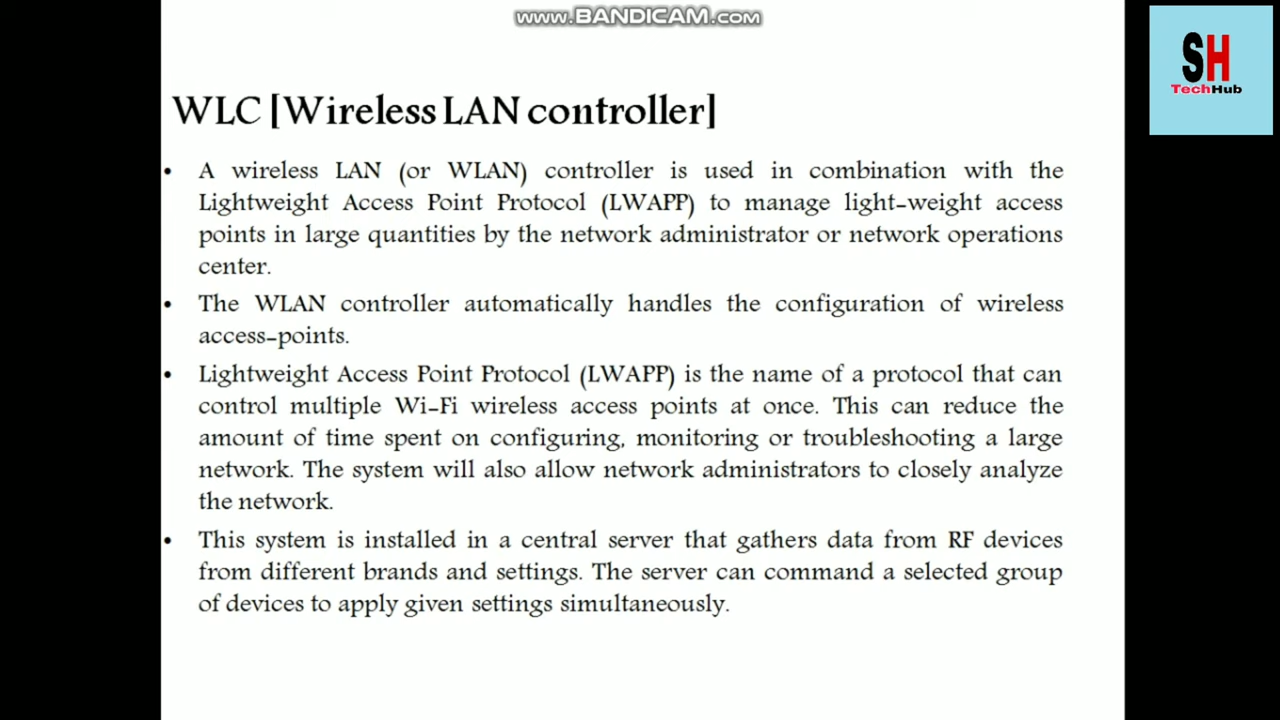 www.BANDICAM.com
SH
TechHub
WLC [Wireless LAN controller]
• A wireless LAN (or WLAN) controller is used in combination with the
Lightweight Access Point Protocol (LWAPP) to manage light-weight access
points in large quantities by the network administrator or network operations
center.
• The WLAN controller automatically handles the configuration of wireless
access-points.
• Lightweight Access Point Protocol (LWAPP) is the name of a protocol that can
control multiple Wi-Fi wireless access points at once. This can reduce the
amount of time spent on configuring, monitoring or troubleshooting a large
network. The system will also allow network administrators to closely analyze
the network.
• This system is installed in a central server that gathers data from RF devices
from different brands and settings. The server can command a selected group
of devices to apply given settings simultaneously.